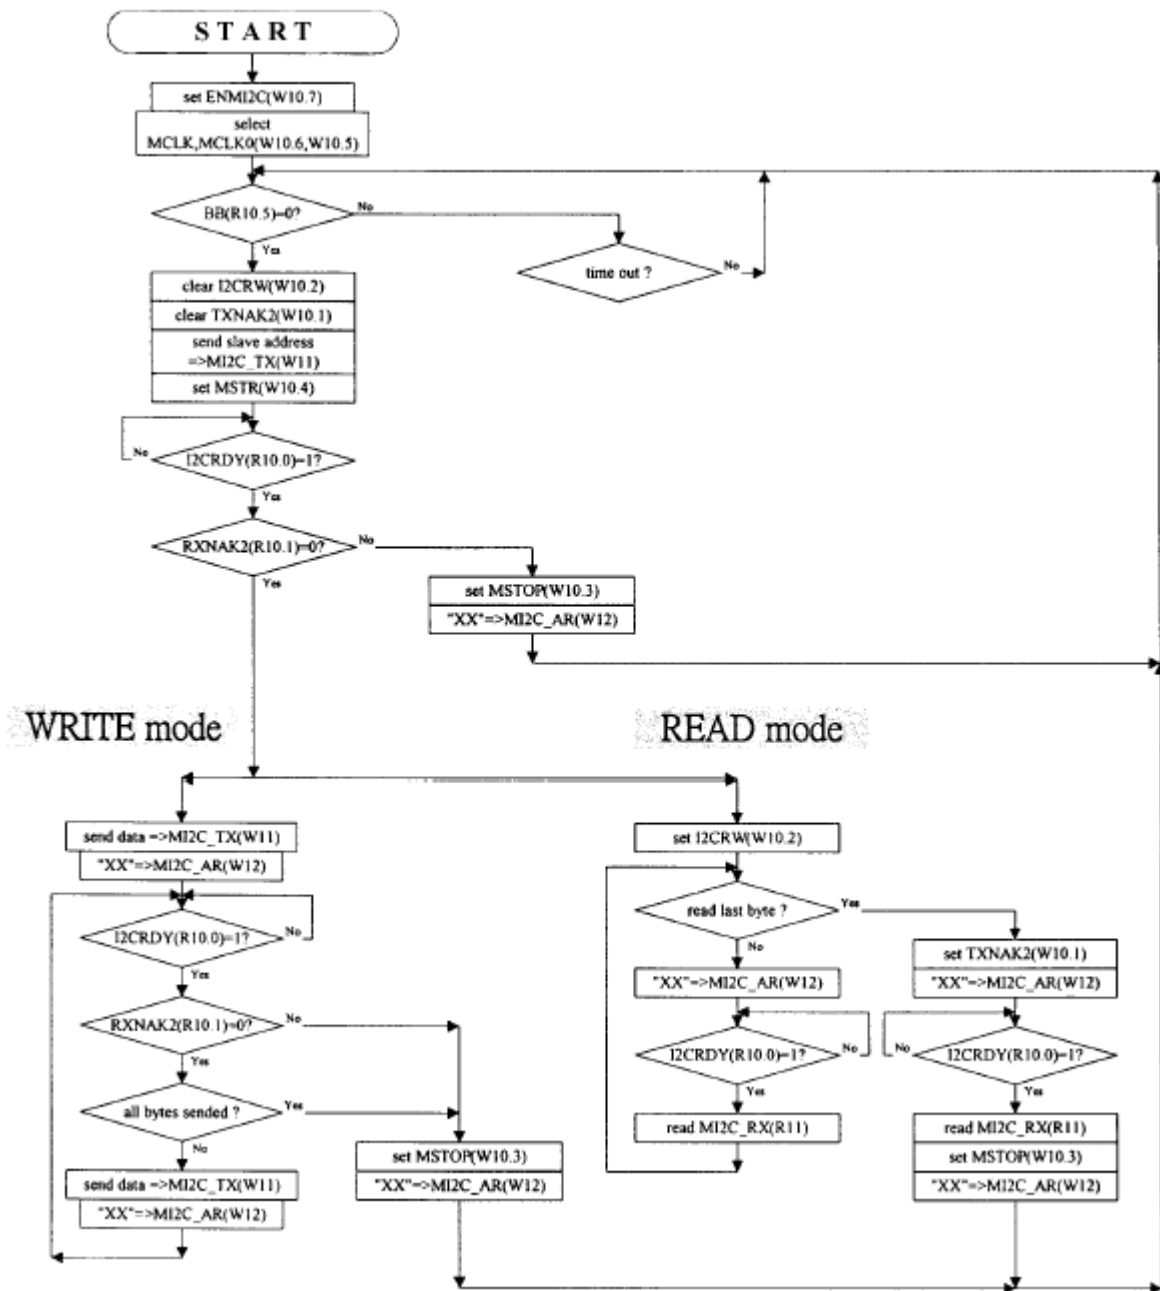 START
set ENMI2C(W10.7)
select
MCLK,MCLK0(W10.6,W10.5)
BB(R10.5)=0?
No
Yes
time out ?
No
clear I2CRW(W10.2)
clear TXNAK2(W10.1)
send slave address
=>MI2C_TX(W11)
set MSTR(W10.4)
No
I2CRDY(R10.0)=1?
Yes
RXNAK2(R10.1)=0?
No
Yes
set MSTOP(W10.3)
"XX"=>MI2C_AR(W12)
WRITE mode
send data =>MI2C_TX(W11)
"XX"=>MI2C_AR(W12)
I2CRDY(R10.0)=1?
No
Yes
RXNAK2(R10.1)=0?
No
Yes
all bytes sended ?
Yes
No
send data =>MI2C_TX(W11)
"XX"=>MI2C_AR(W12)
set MSTOP(W10.3)
"XX"=>MI2C_AR(W12)
READ mode
set I2CRW(W10.2)
read last byte ?
Yes
No
"XX"=>MI2C_AR(W12)
I2CRDY(R10.0)=1?
No
Yes
read MI2C_RX(R11)
set TXNAK2(W10.1)
"XX"=>MI2C_AR(W12)
No
I2CRDY(R10.0)=1?
Yes
read MI2C_RX(R11)
set MSTOP(W10.3)
"XX"=>MI2C_AR(W12)